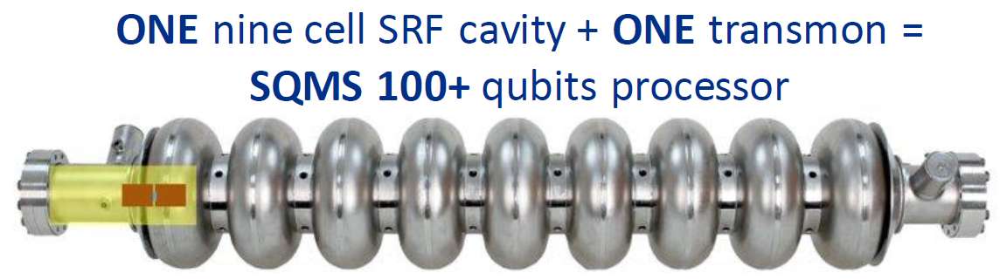 ONE nine cell SRF cavity + ONE transmon =
SQMS 100+ qubits processor